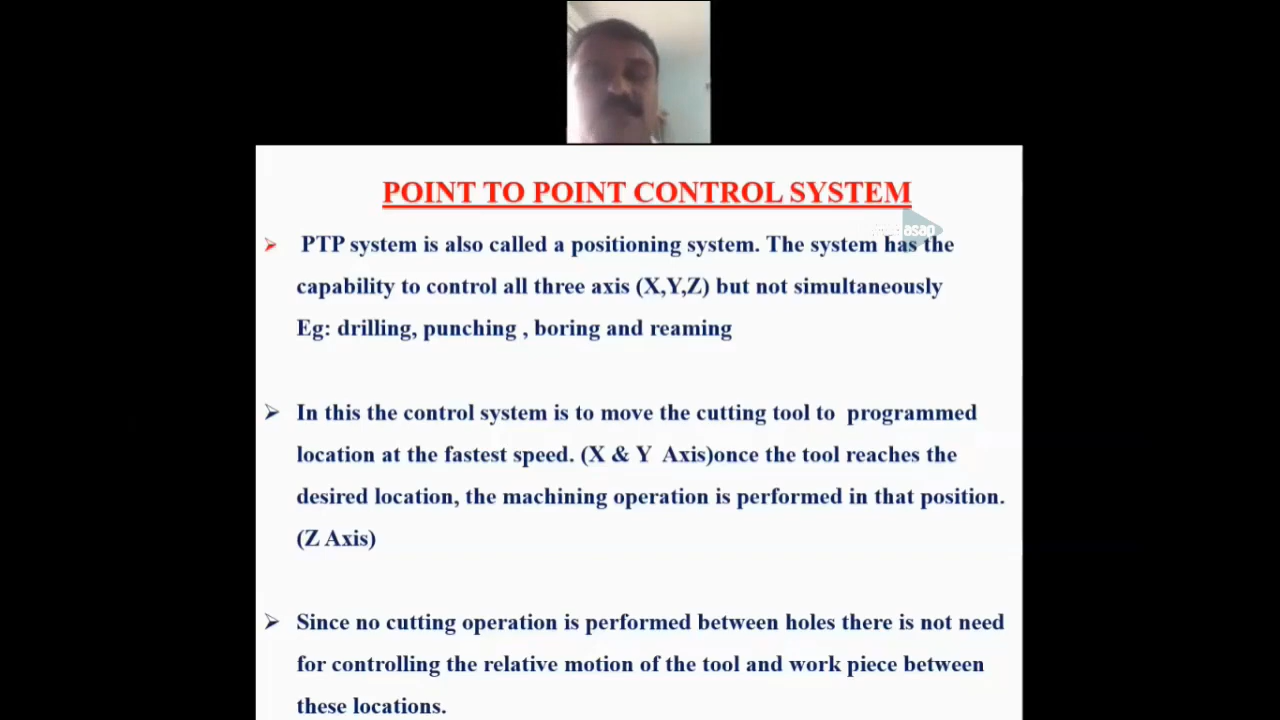 POINT TO POINT CONTROL SYSTEM
asap
➢ PTP system is also called a positioning system. The system has the
capability to control all three axis (X,Y,Z) but not simultaneously
Eg: drilling, punching , boring and reaming
➢ In this the control system is to move the cutting tool to programmed
location at the fastest speed. (X & Y Axis)once the tool reaches the
desired location, the machining operation is performed in that position.
(Z Axis)
➢ Since no cutting operation is performed between holes there is not need
for controlling the relative motion of the tool and work piece between
these locations.